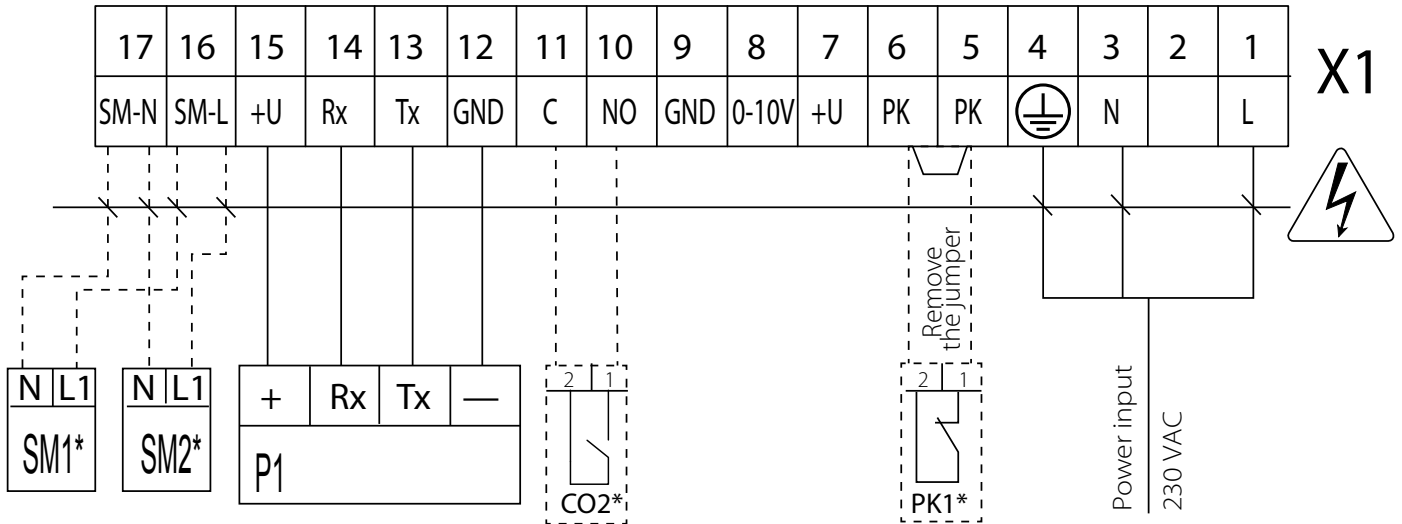 17 16 15 14 13 12 11 10 9 8 7 6 5 4 3 2 1
X1
SM-N SM-L +U Rx Tx GND C NO GND 0-10V +U PK PK N L
Remove
the jumper
N L1 N L1 + Rx Tx — 2 1 2 1
SM1* SM2* P1
CO2* PK1*
Power input
230 VAC